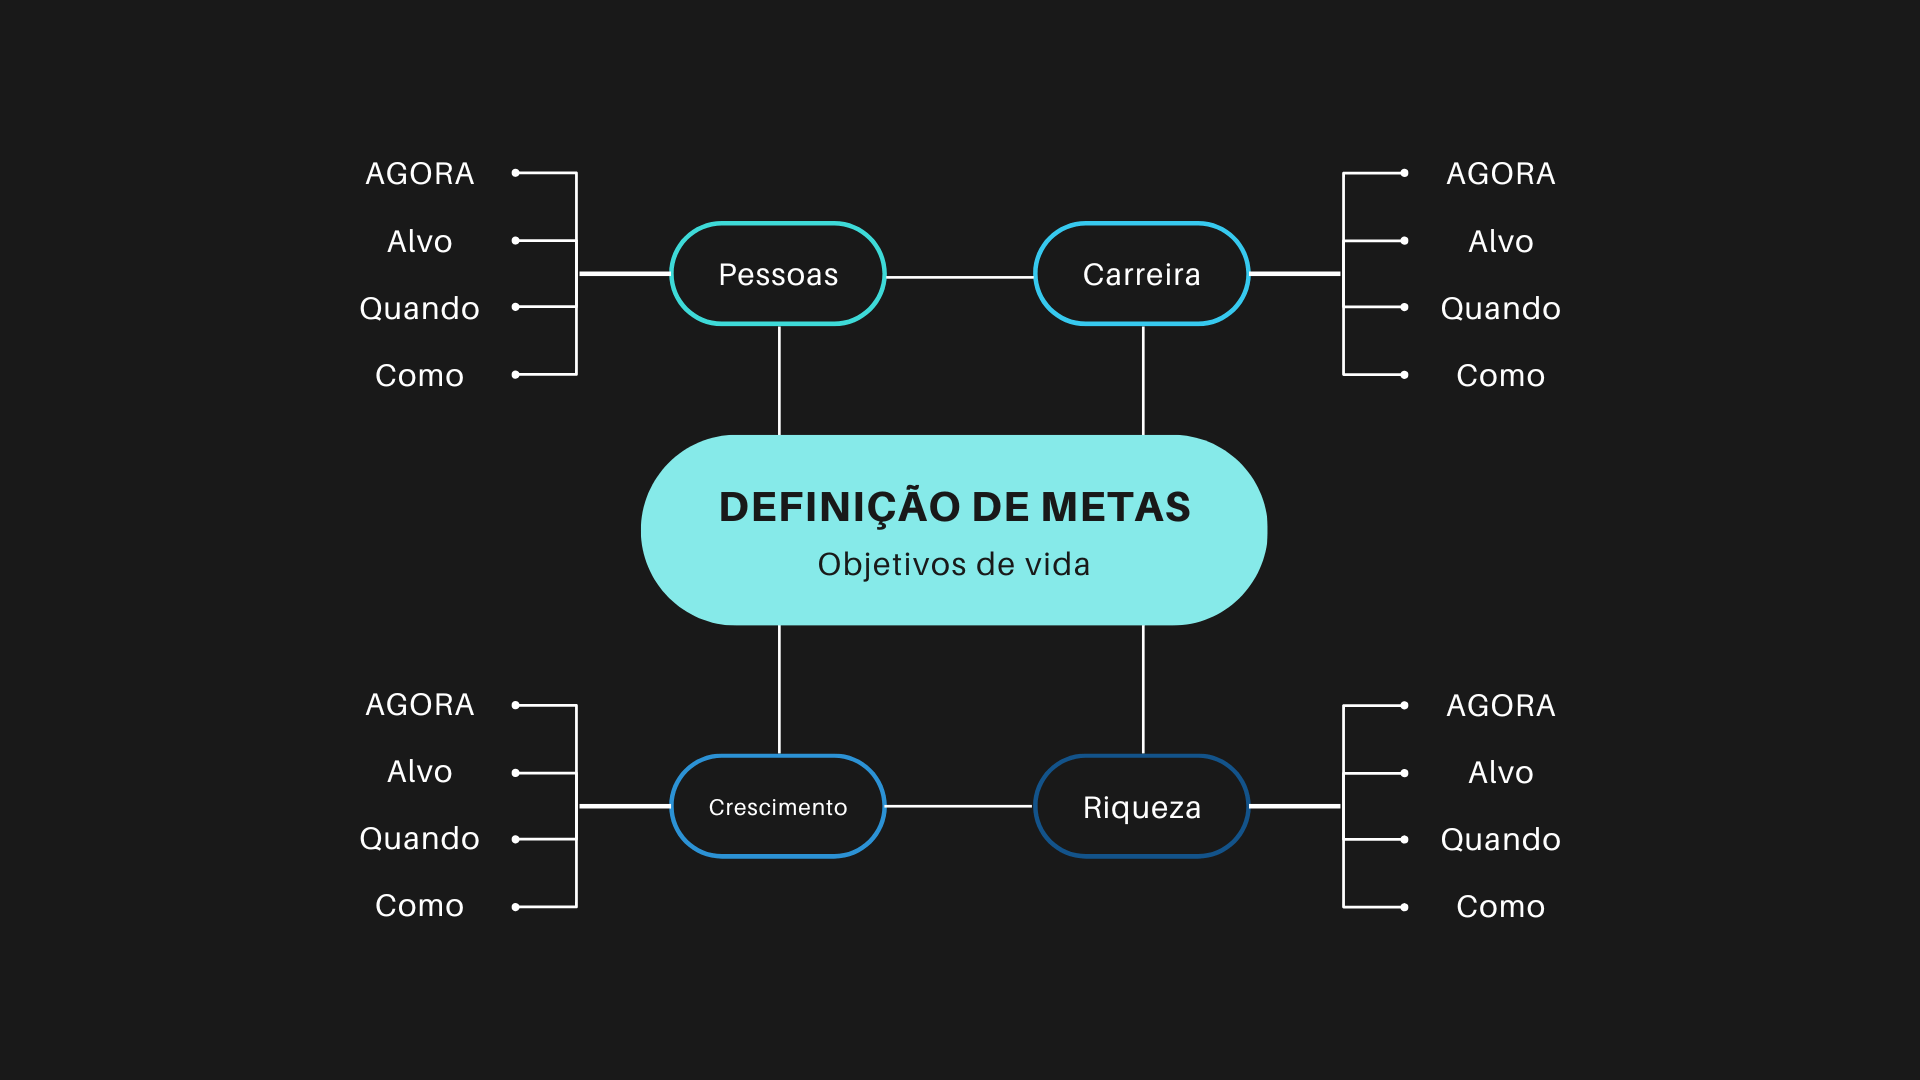 AGORA
Alvo
Quando
Como
Pessoas
Carreira
AGORA
Alvo
Quando
Como
DEFINIÇÃO DE METAS
Objetivos de vida
AGORA
Alvo
Quando
Como
Crescimento
Riqueza
AGORA
Alvo
Quando
Como